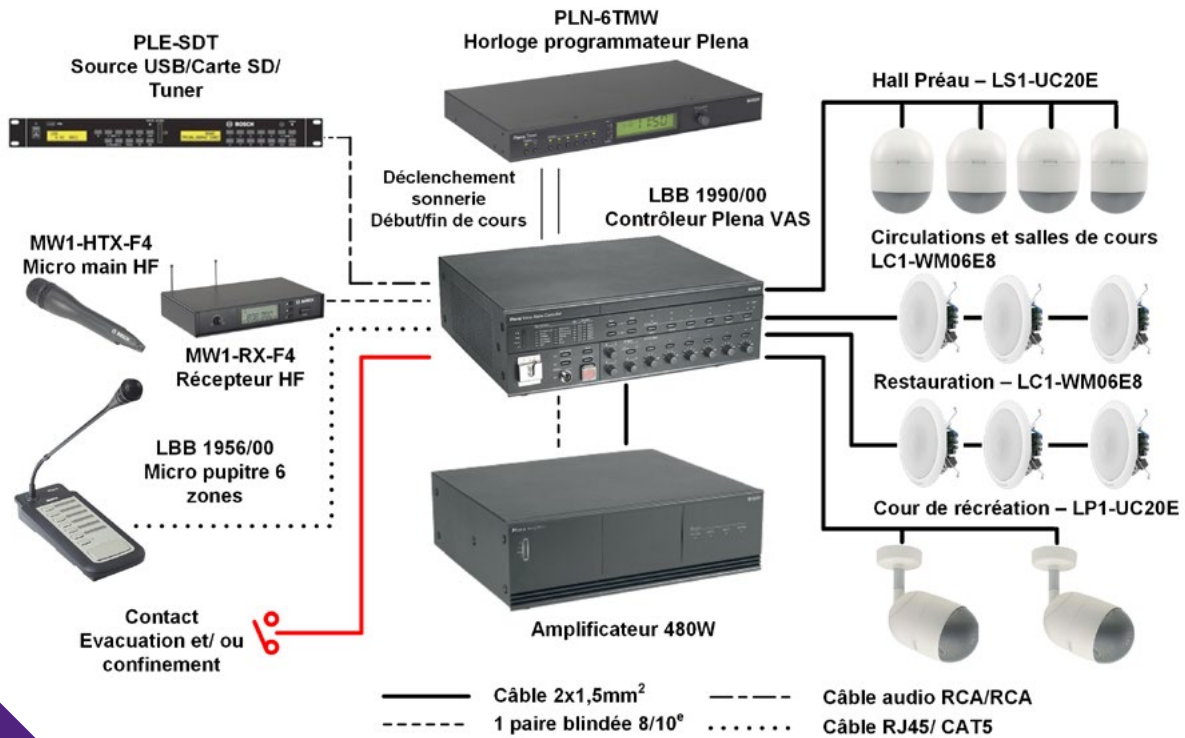 PLE-SDT
Source USB/Carte SD/
Tuner
PLN-6TMW
Horloge programmateur Plena
Hall Préau – LS1-UC20E
BOSCH
Déclenchement
sonnerie
Début/fin de cours
LBB 1990/00
Contrôleur Plena VAS
MW1-HTX-F4
Micro main HF
MW1-RX-F4
Récepteur HF
Circulations et salles de cours
LC1-WM06E8
Restauration – LC1-WM06E8
LBB 1956/00
Micro pupitre 6
zones
Cour de récréation – LP1-UC20E
Contact
Evacuation et/ ou
confinement
Amplificateur 480W
Câble 2x1,5mm²
Câble audio RCA/RCA
1 paire blindée 8/10ᵉ
Câble RJ45/ CAT5